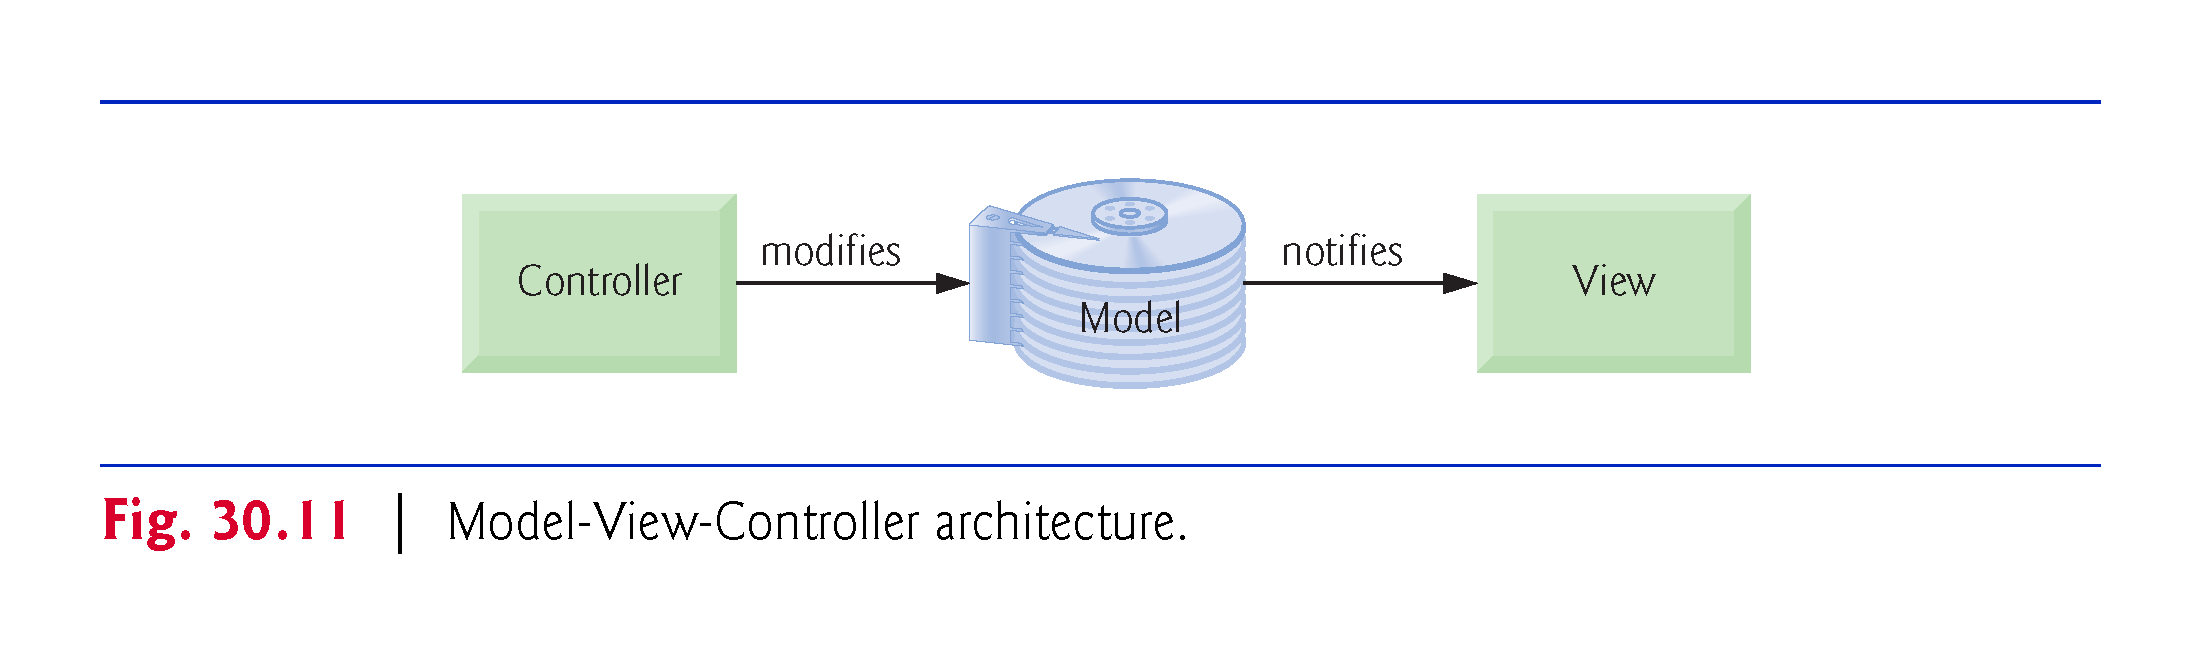 modifies
notifies
Controller
Model
View
Fig. 30.11 | Model-View-Controller architecture.